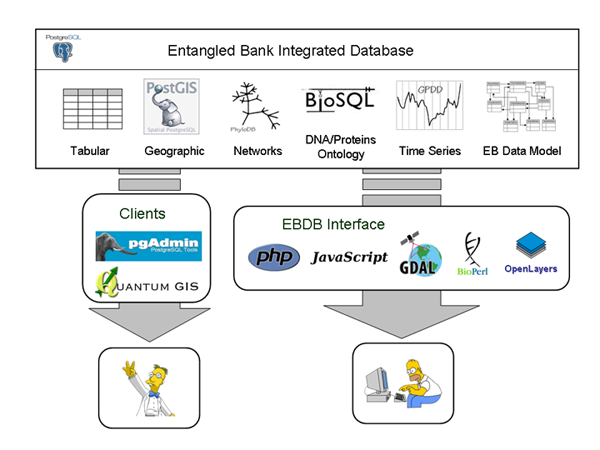 PostgreSQL
Entangled Bank Integrated Database
PostGIS
Spatial PostgreSQL
PhyloDB
BioSQL
GPDD
Tabular
Geographic
Networks
DNA/Proteins
Ontology
Time Series
EB Data Model
Clients
pgAdmin
PostgreSQL Tools
QUANTUM GIS
EBDB Interface
php
JavaScript
GDAL
BioPerl
OpenLayers